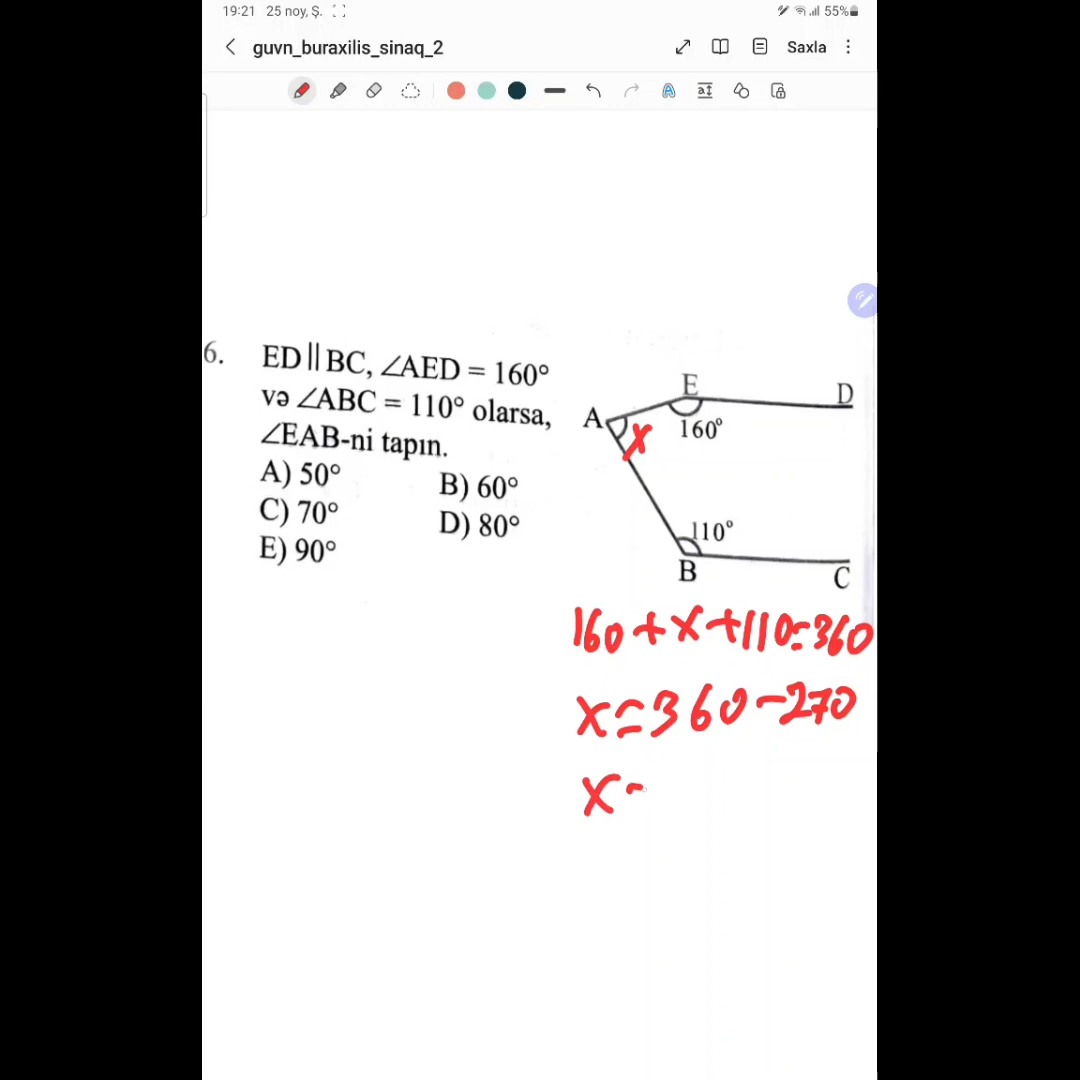 19:21 25 noy, Ş. 55%
guvn_buraxilis_sinaq_2 Saxla
6. ED||BC, ∠AED = 160°
və ∠ABC = 110° olarsa,
∠EAB-ni tapın.
A) 50° B) 60°
C) 70° D) 80°
E) 90°
E D
A x 160°
110°
B C
160+x+110=360
x=360-270
x-